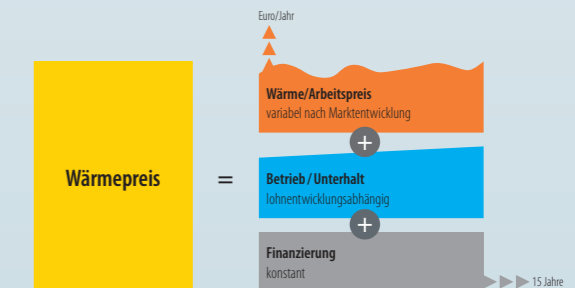 Euro/Jahr
Wärme/Arbeitspreis
variabel nach Marktentwicklung
+
Wärmepreis
=
Betrieb / Unterhalt
lohnentwicklungsabhängig
+
Finanzierung
konstant
15 Jahre